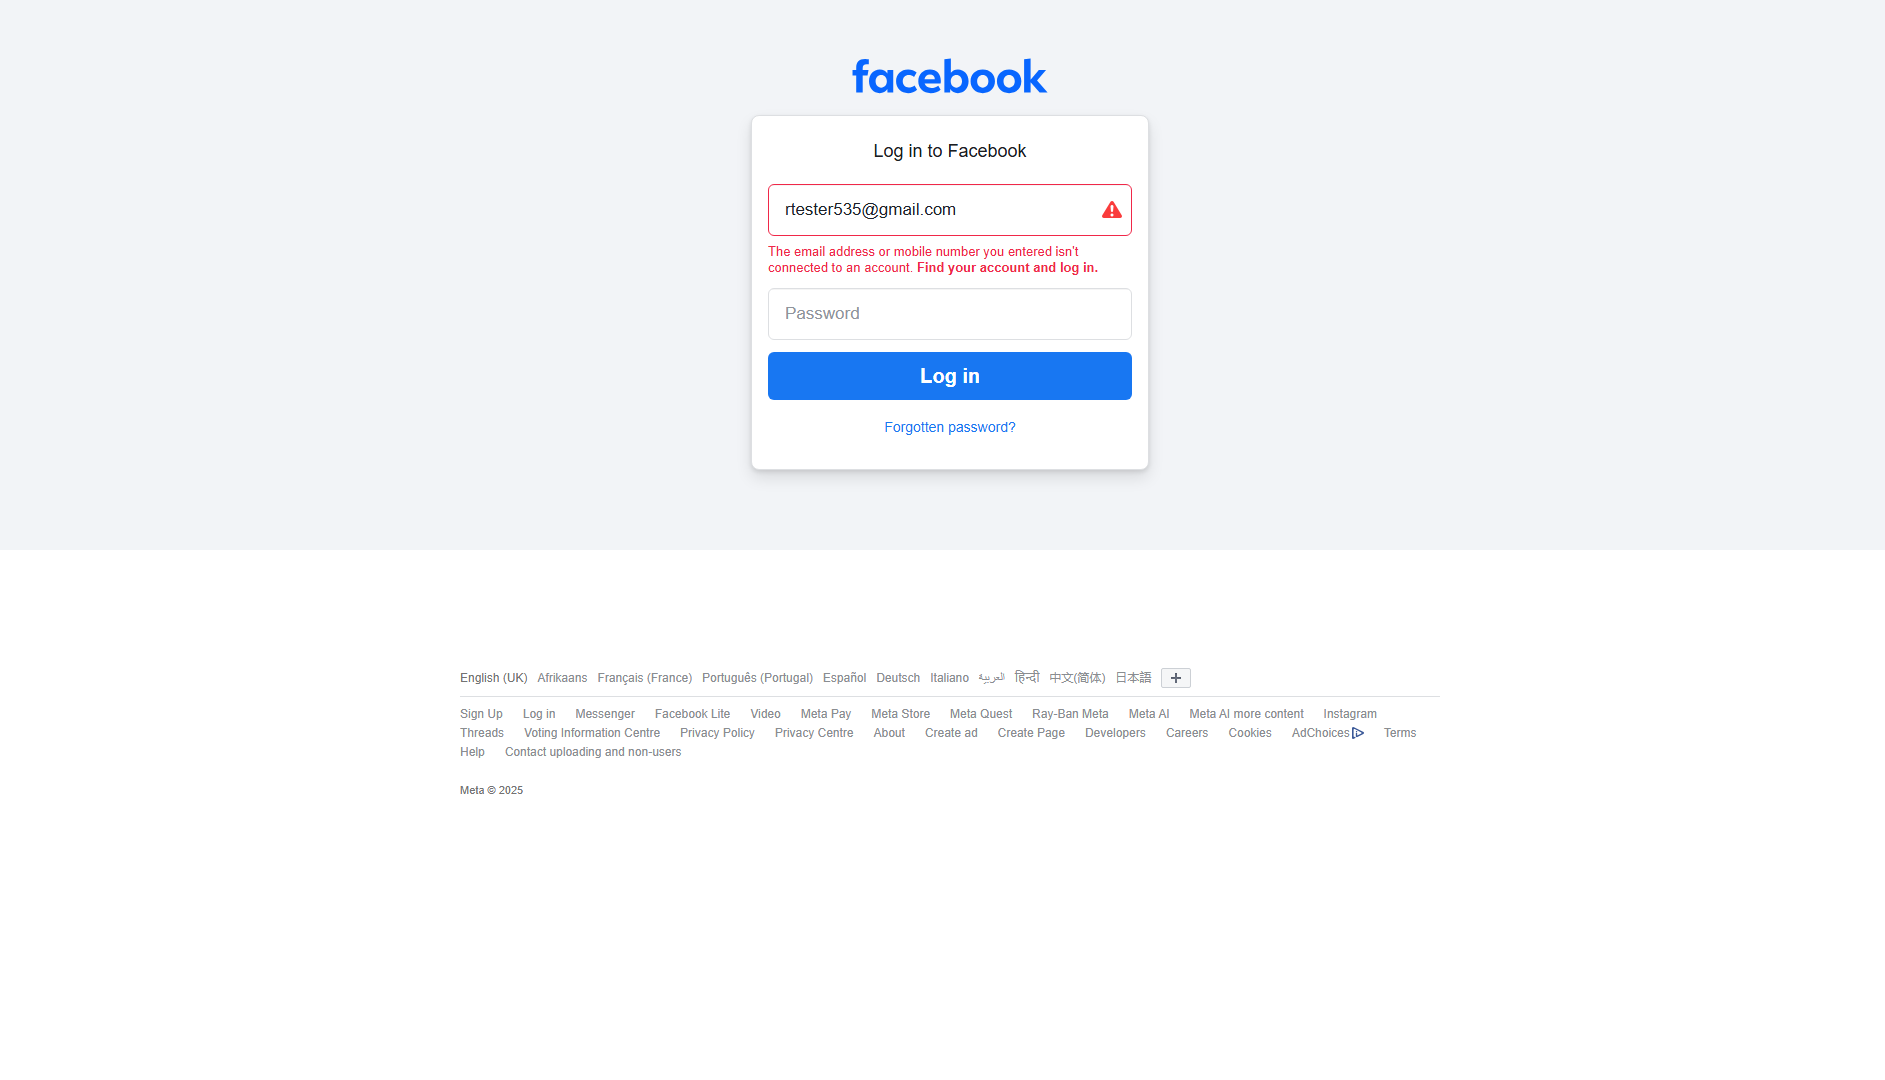 facebook
Log in to Facebook
rtester535@gmail.com
The email address or mobile number you entered isn't
connected to an account. Find your account and log in.
Password
Log in
Forgotten password?
English (UK) Afrikaans Français (France) Português (Portugal) Español Deutsch Italiano العربية हिन्दी 中文(简体) 日本語
Sign Up Log in Messenger Facebook Lite Video Meta Pay Meta Store Meta Quest Ray-Ban Meta Meta AI Meta AI more content Instagram
Threads Voting Information Centre Privacy Policy Privacy Centre About Create ad Create Page Developers Careers Cookies AdChoices Terms
Help Contact uploading and non-users
Meta © 2025